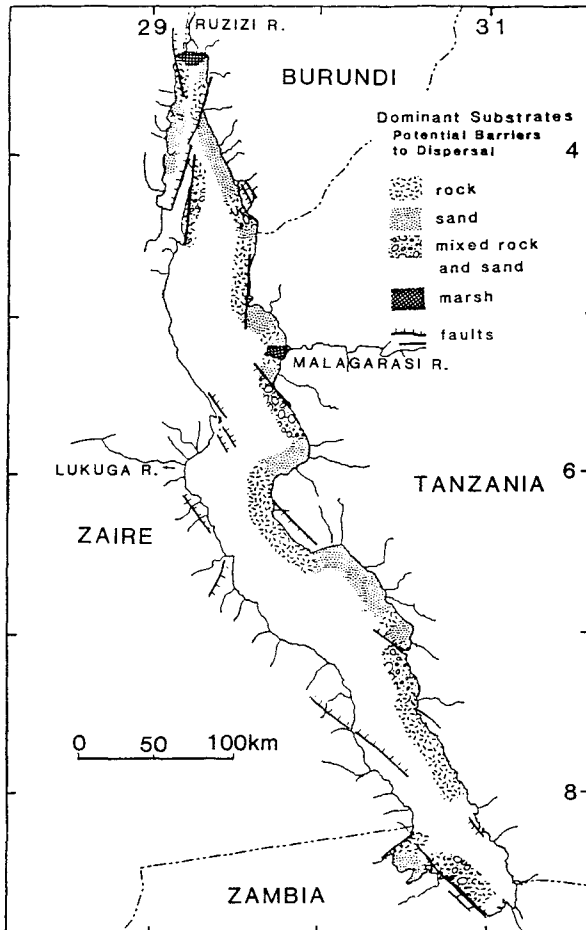 29
31
RUZIZI R.
BURUNDI
Dominant Substrates
Potential Barriers
to Dispersal
4
rock
sand
mixed rock
and sand
marsh
faults
MALAGARASI R.
LUKUGA R.
6
TANZANIA
ZAIRE
0 50 100km
8
ZAMBIA